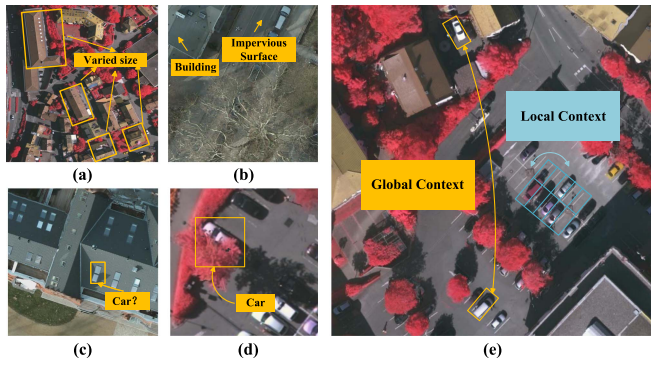 Varied size
(a)
Building
Impervious
Surface
(b)
Car?
(c)
Car
(d)
Global Context
Local Context
(e)